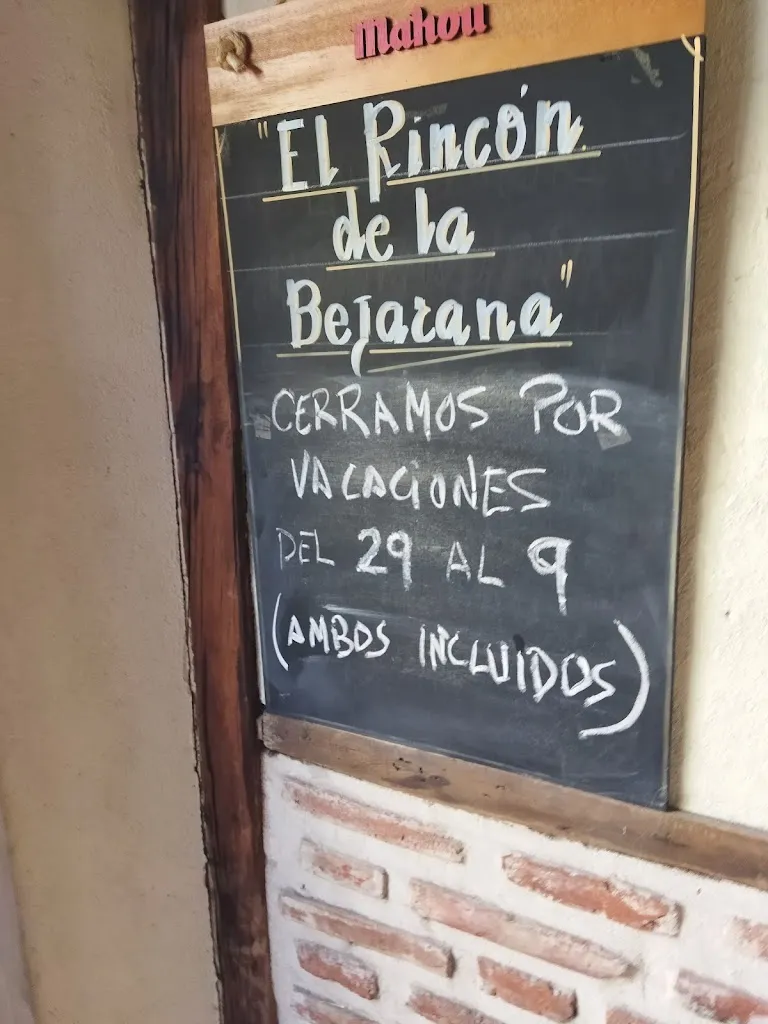 Mahou
"El Rincón
de la
Bejarana"
CERRAMOS POR
VACACIONES
DEL 29 AL 9
(AMBOS INCLUIDOS)